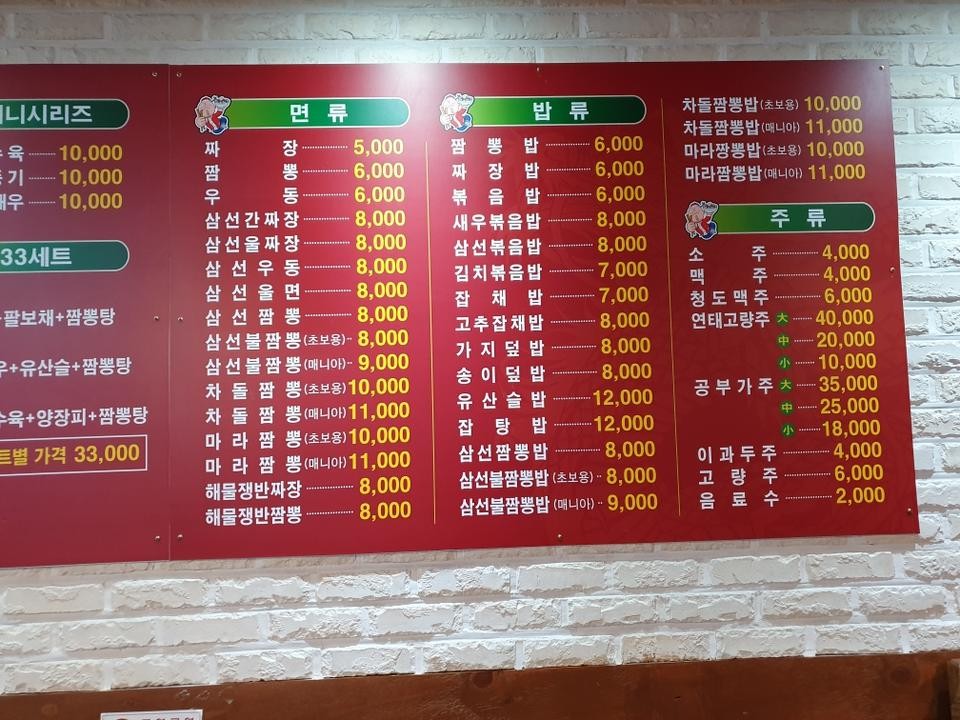 니시리즈
육 10,000
기 10,000
새우 10,000
33세트
팔보채+짬뽕탕
우+유산슬+짬뽕탕
수육+양장피+짬뽕탕
트별 가격 33,000
면 류
짜 장 5,000
짬 뽕 6,000
우 동 6,000
삼선간짜장 8,000
삼선울짜장 8,000
삼 선 우 동 8,000
삼 선 울 면 8,000
삼 선 짬 뽕 8,000
삼선불짬뽕(초보용) 8,000
삼선불짬뽕(매니아) 9,000
차 돌 짬 뽕(초보용) 10,000
차 돌 짬 뽕(매니아) 11,000
마 라 짬 뽕(초보용) 10,000
마 라 짬 뽕(매니아) 11,000
해물쟁반짜장 8,000
해물쟁반짬뽕 8,000
밥 류
짬 뽕 밥 6,000
짜 장 밥 6,000
볶 음 밥 6,000
새우볶음밥 8,000
삼선볶음밥 8,000
김치볶음밥 7,000
잡 채 밥 7,000
고추잡채밥 8,000
가 지 덮 밥 8,000
송 이 덮 밥 8,000
유 산 슬 밥 12,000
잡 탕 밥 12,000
삼선짬뽕밥 8,000
삼선불짬뽕밥(초보용) 8,000
삼선불짬뽕밥(매니아) 9,000
차돌짬뽕밥(초보용) 10,000
차돌짬뽕밥(매니아) 11,000
마라짱뽕밥(초보용) 10,000
마라짬뽕밥(매니아) 11,000
주 류
소 주 4,000
맥 주 4,000
청 도 맥 주 6,000
연태고량주 大 40,000
中 20,000
小 10,000
공 부 가 주 大 35,000
中 25,000
小 18,000
이 과 두 주 4,000
고 량 주 6,000
음 료 수 2,000